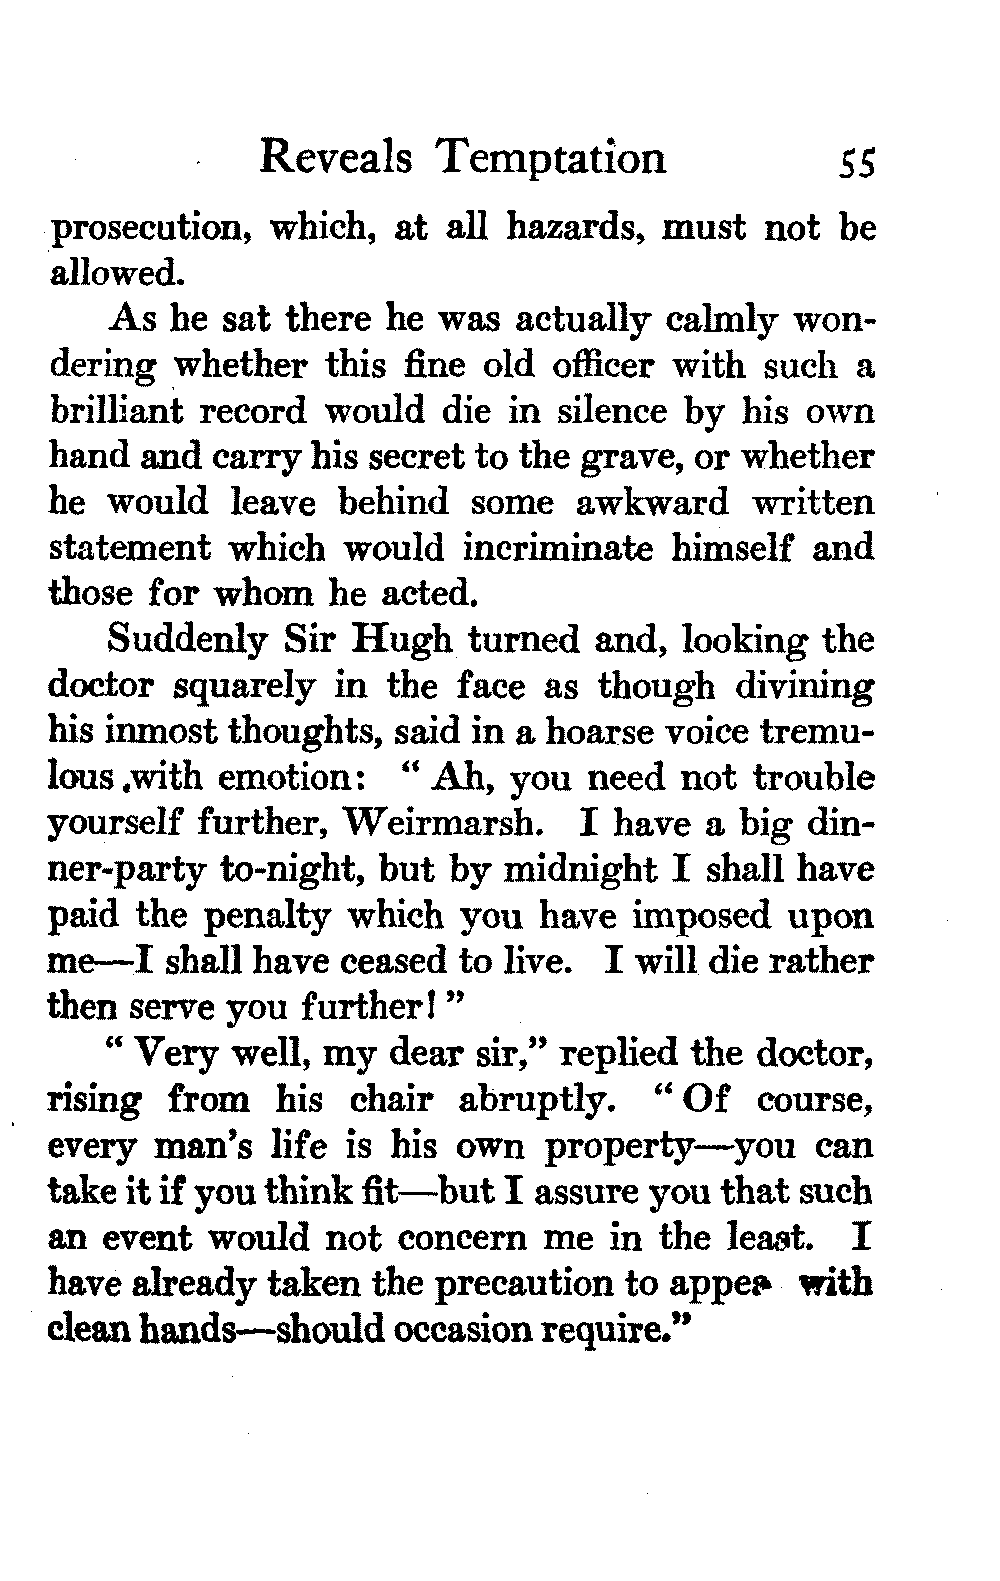 Reveals Temptation 55
prosecution, which, at all hazards, must not be
allowed.
As he sat there he was actually calmly won-
dering whether this fine old officer with such a
brilliant record would die in silence by his own
hand and carry his secret to the grave, or whether
he would leave behind some awkward written
statement which would incriminate himself and
those for whom he acted.
Suddenly Sir Hugh turned and, looking the
doctor squarely in the face as though divining
his inmost thoughts, said in a hoarse voice tremu-
lous with emotion: “ Ah, you need not trouble
yourself further, Weirmarsh. I have a big din-
ner-party to-night, but by midnight I shall have
paid the penalty which you have imposed upon
me—I shall have ceased to live. I will die rather
then serve you further! ”
“ Very well, my dear sir,” replied the doctor,
rising from his chair abruptly. “ Of course,
every man’s life is his own property—you can
take it if you think fit—but I assure you that such
an event would not concern me in the least. I
have already taken the precaution to with
clean hands—should occasion require.”